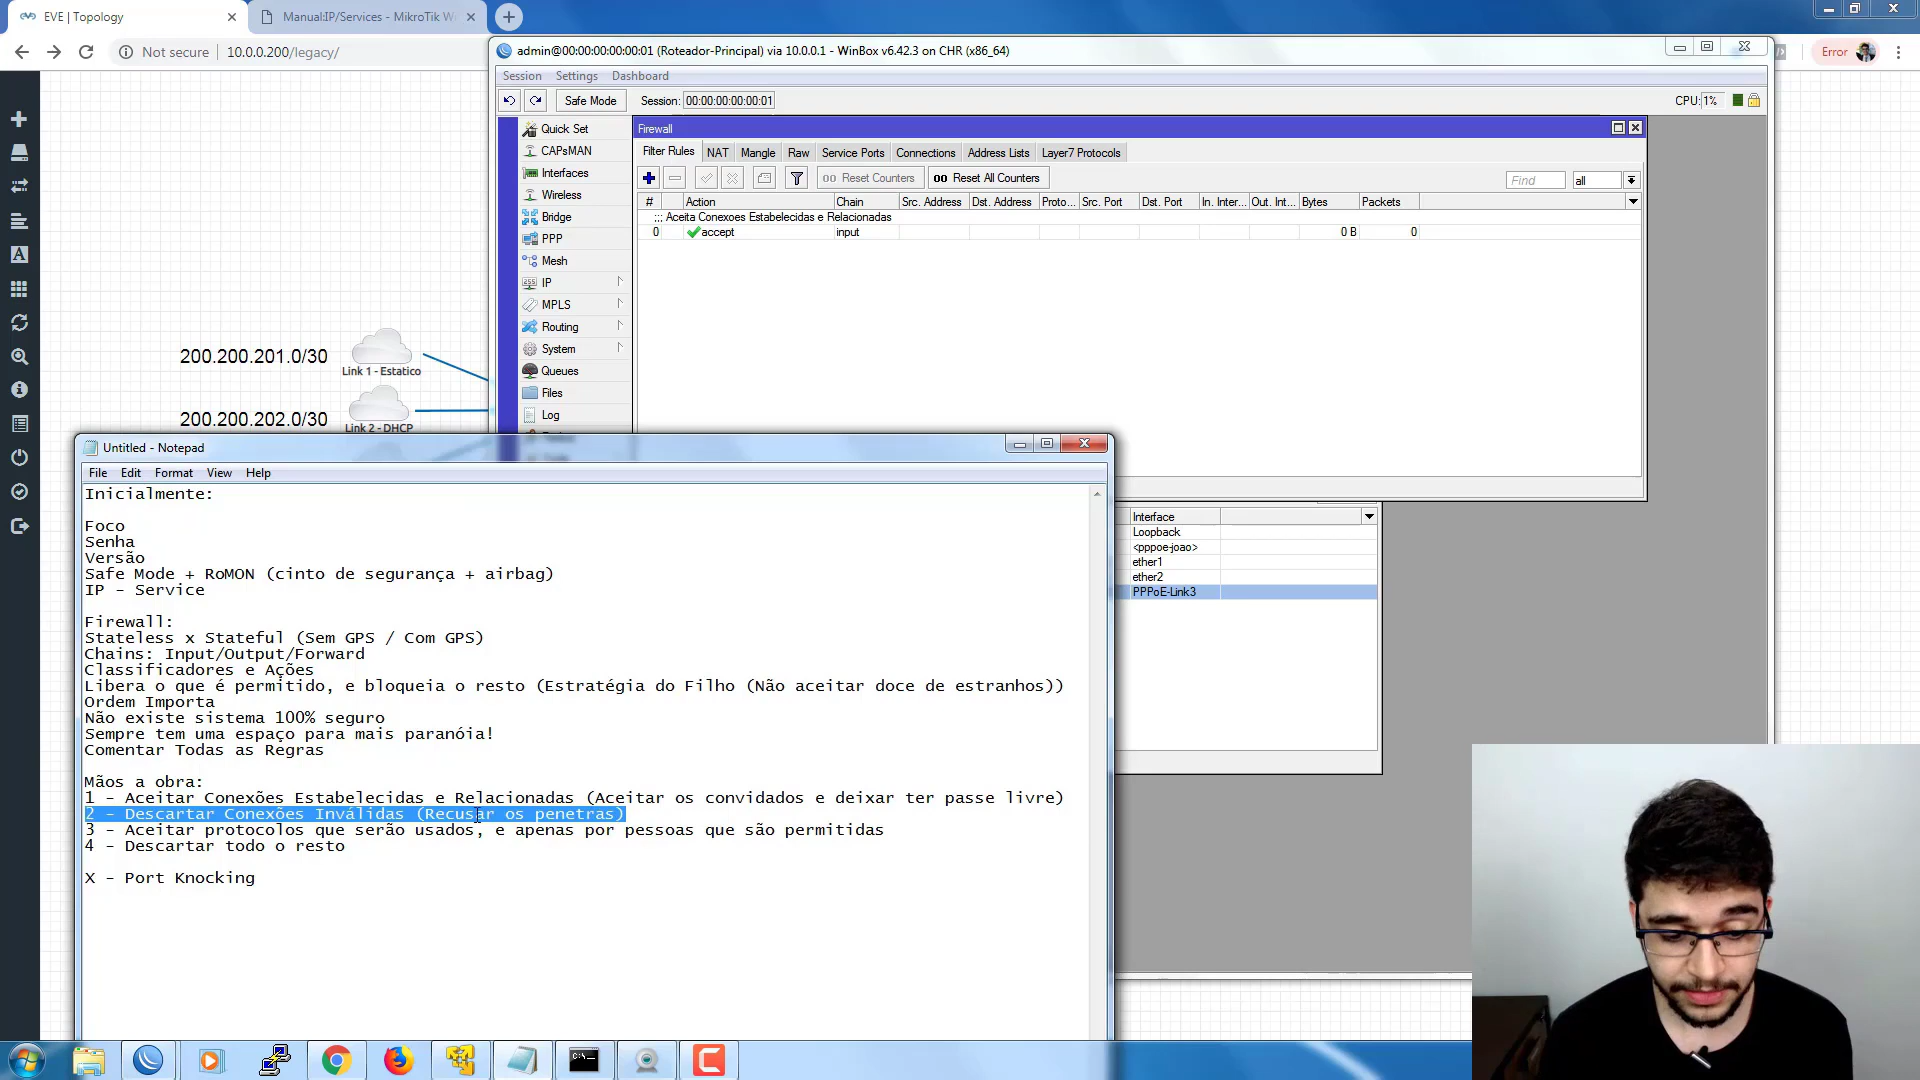 EVE | Topology
Manual:IP/Services - MikroTik W
Not secure
10.0.0.200/legacy/
Error
admin@00:00:00:00:00:01 (Roteador-Principal) via 10.0.0.1 - WinBox v6.42.3 on CHR (x86_64)
Session Settings Dashboard
Safe Mode
Session: 00:00:00:00:00:01
CPU: 1%
Quick Set
CAPsMAN
Interfaces
Wireless
Bridge
PPP
Mesh
IP
MPLS
Routing
System
Queues
Files
Log
Firewall
Filter Rules NAT Mangle Raw Service Ports Connections Address Lists Layer7 Protocols
00 Reset Counters
00 Reset All Counters
Find
all
# Action Chain Src. Address Dst. Address Proto... Src. Port Dst. Port In. Inter... Out. Int... Bytes Packets
;;; Aceita Conexoes Estabelecidas e Relacionadas
0 accept input 0 B 0
200.200.201.0/30
Link 1 - Estatico
200.200.202.0/30
Link 2 - DHCP
Interface
Loopback
<pppoe-joao>
ether1
ether2
PPPoE-Link3
Untitled - Notepad
File Edit Format View Help
Inicialmente:
Foco
Senha
Versão
Safe Mode + RoMON (cinto de segurança + airbag)
IP - Service
Firewall:
Stateless x Stateful (Sem GPS / Com GPS)
Chains: Input/Output/Forward
Classificadores e Ações
Libera o que é permitido, e bloqueia o resto (Estratégia do Filho (Não aceitar doce de estranhos))
Ordem Importa
Não existe sistema 100% seguro
Sempre tem uma espaço para mais paranóia!
Comentar Todas as Regras
Mãos a obra:
1 - Aceitar Conexões Estabelecidas e Relacionadas (Aceitar os convidados e deixar ter passe livre)
2 - Descartar Conexões Inválidas (Recusar os penetras)
3 - Aceitar protocolos que serão usados, e apenas por pessoas que são permitidas
4 - Descartar todo o resto
X - Port Knocking